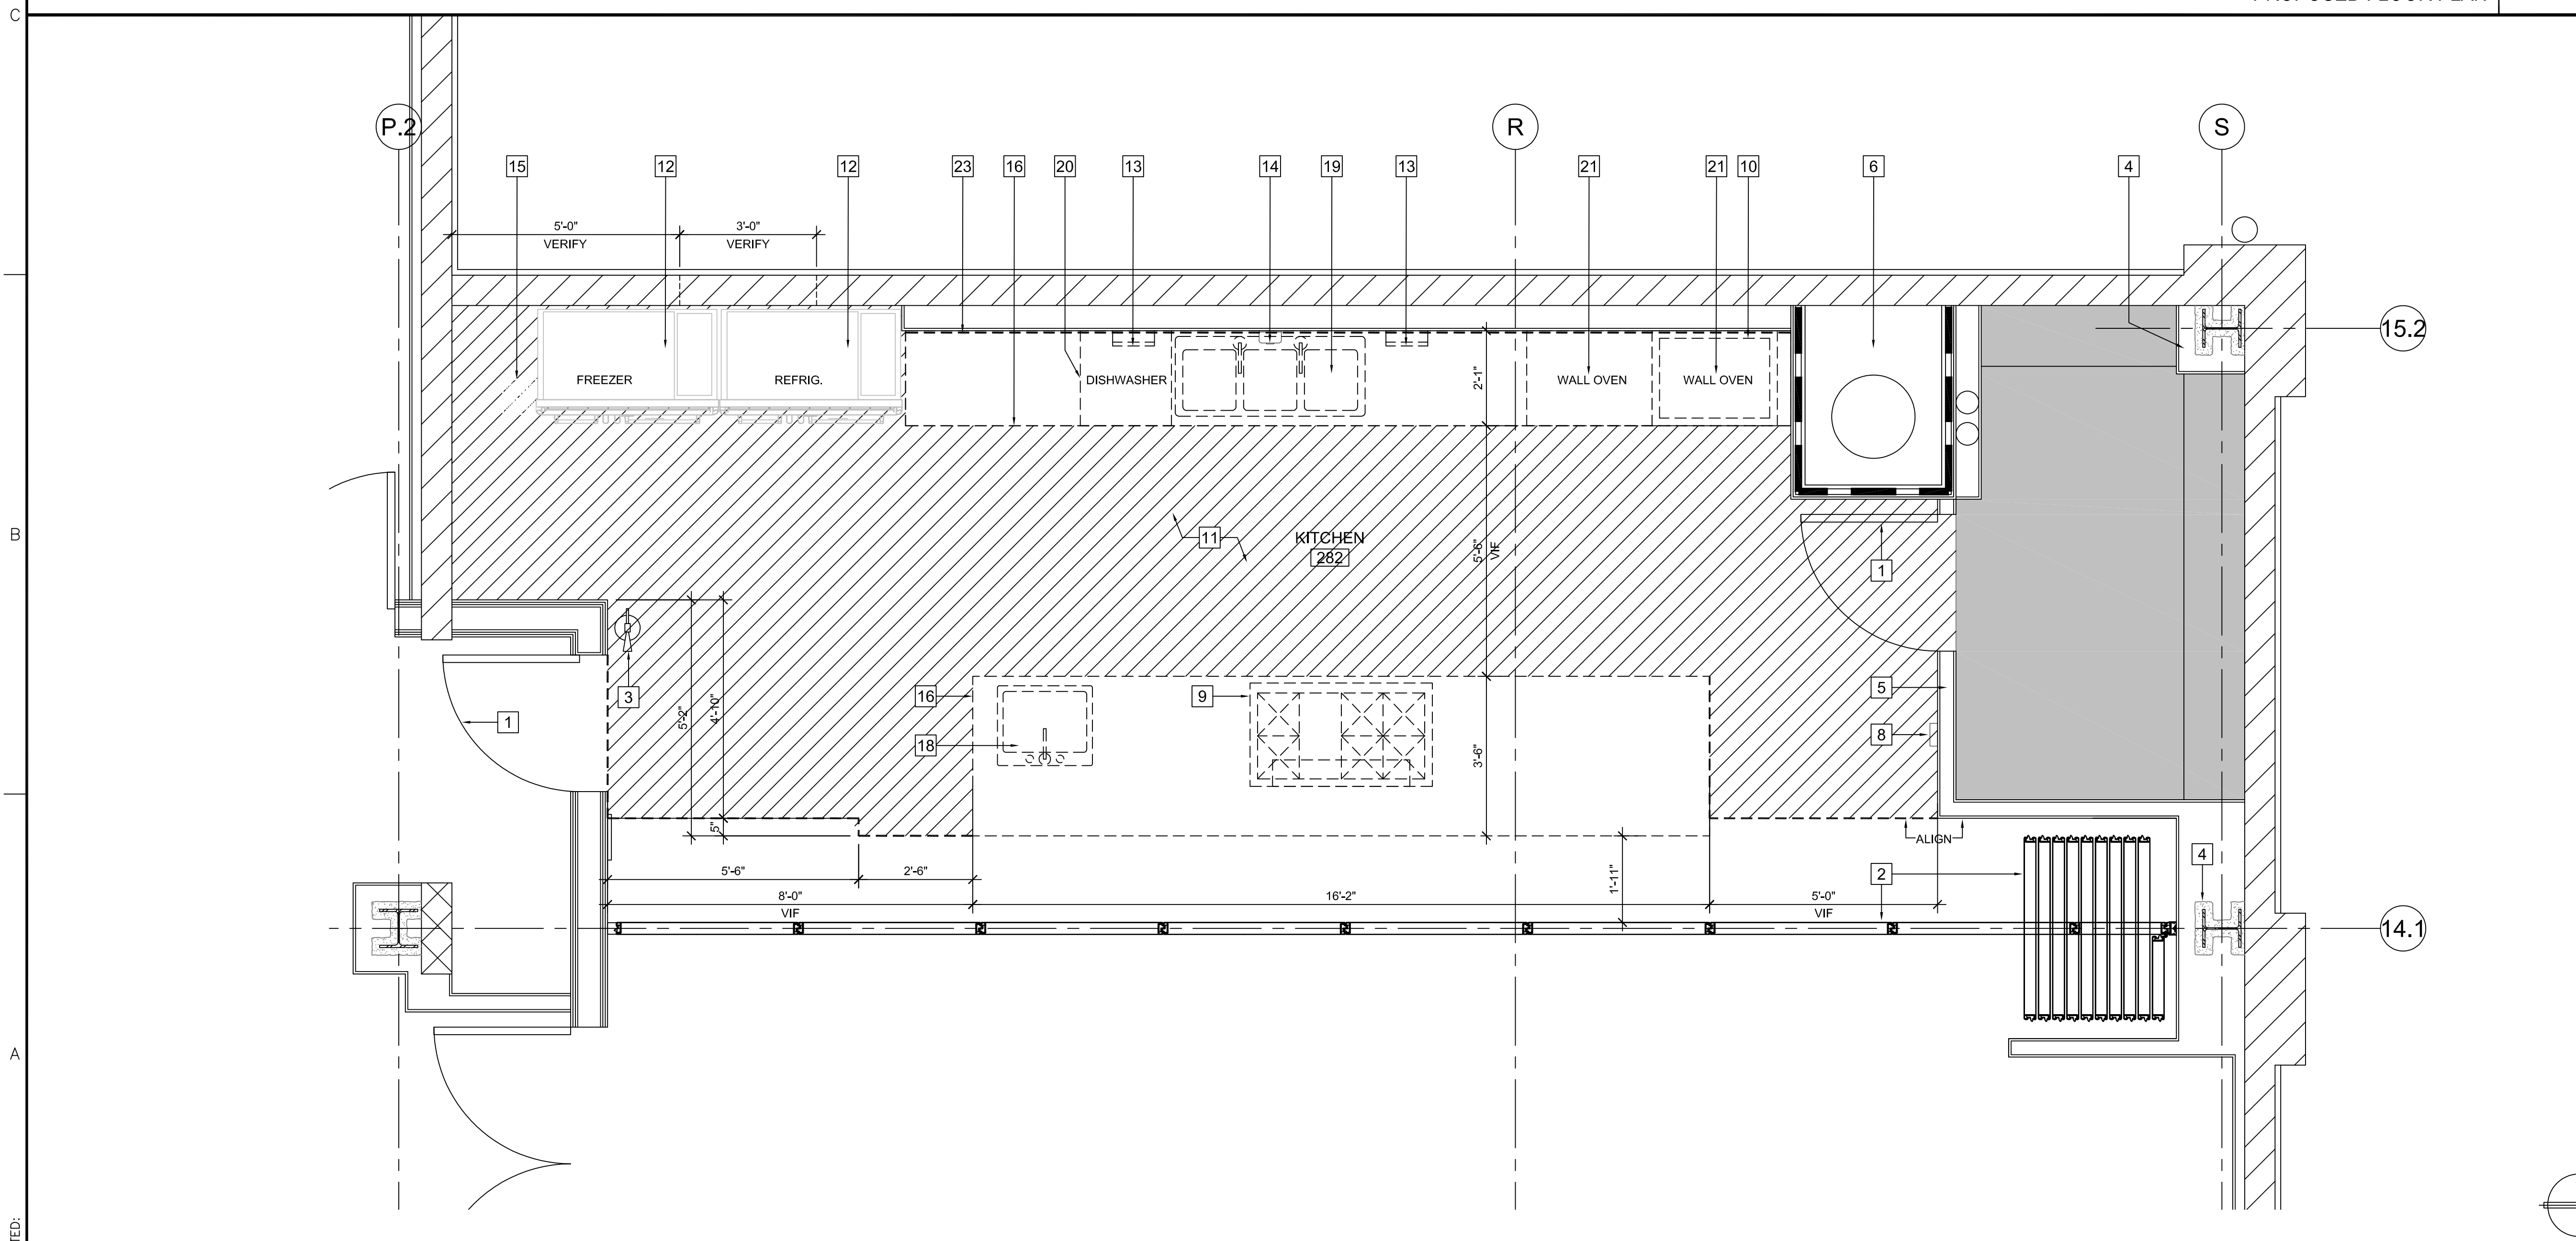 C
P.2
R
S
15
12
12
23
16
20
13
14
19
13
21
21
10
6
4
5'-0"
VERIFY
3'-0"
VERIFY
15.2
FREEZER
REFRIG.
DISHWASHER
WALL OVEN
WALL OVEN
2'-1"
B
11
KITCHEN
282
5'-6"
VIF
1
3
1
5'-2"
4'-10"
16
18
9
3'-6"
5
8
5"
ALIGN
5'-6"
2'-6"
1'-11"
2
4
8'-0"
VIF
16'-2"
5'-0"
VIF
14.1
A